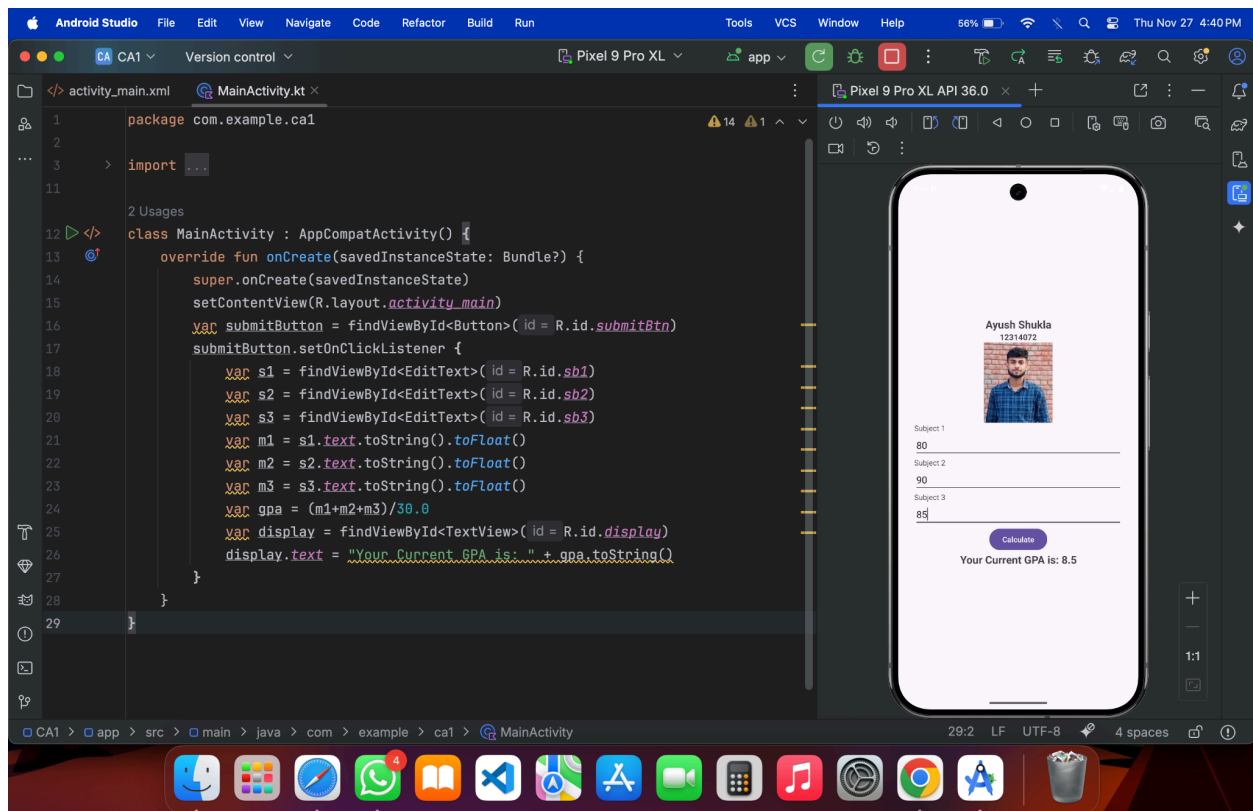 Android Studio File Edit View Navigate Code Refactor Build Run Tools VCS Window Help 56% Thu Nov 27 4:40 PM
CA CA1 Version control Pixel 9 Pro XL app
activity_main.xml MainActivity.kt Pixel 9 Pro XL API 36.0
1 package com.example.ca1 14 1
2
3 import ...
11
2 Usages
12 class MainActivity : AppCompatActivity() {
13 override fun onCreate(savedInstanceState: Bundle?) {
14 super.onCreate(savedInstanceState)
15 setContentView(R.layout.activity_main)
16 var submitButton = findViewById<Button>( id = R.id.submitBtn)
17 submitButton.setOnClickListener {
18 var s1 = findViewById<EditText>( id = R.id.sb1)
19 var s2 = findViewById<EditText>( id = R.id.sb2)
20 var s3 = findViewById<EditText>( id = R.id.sb3)
21 var m1 = s1.text.toString().toFloat()
22 var m2 = s2.text.toString().toFloat()
23 var m3 = s3.text.toString().toFloat()
24 var gpa = (m1+m2+m3)/30.0
25 var display = findViewById<TextView>( id = R.id.display)
26 display.text = "Your Current GPA is: " + gpa.toString()
27 }
28 }
29 }
Ayush Shukla
12314072
Subject 1
80
Subject 2
90
Subject 3
85
Calculate
Your Current GPA is: 8.5
1:1
CA1 > app > src > main > java > com > example > ca1 > MainActivity 29:2 LF UTF-8 4 spaces
4